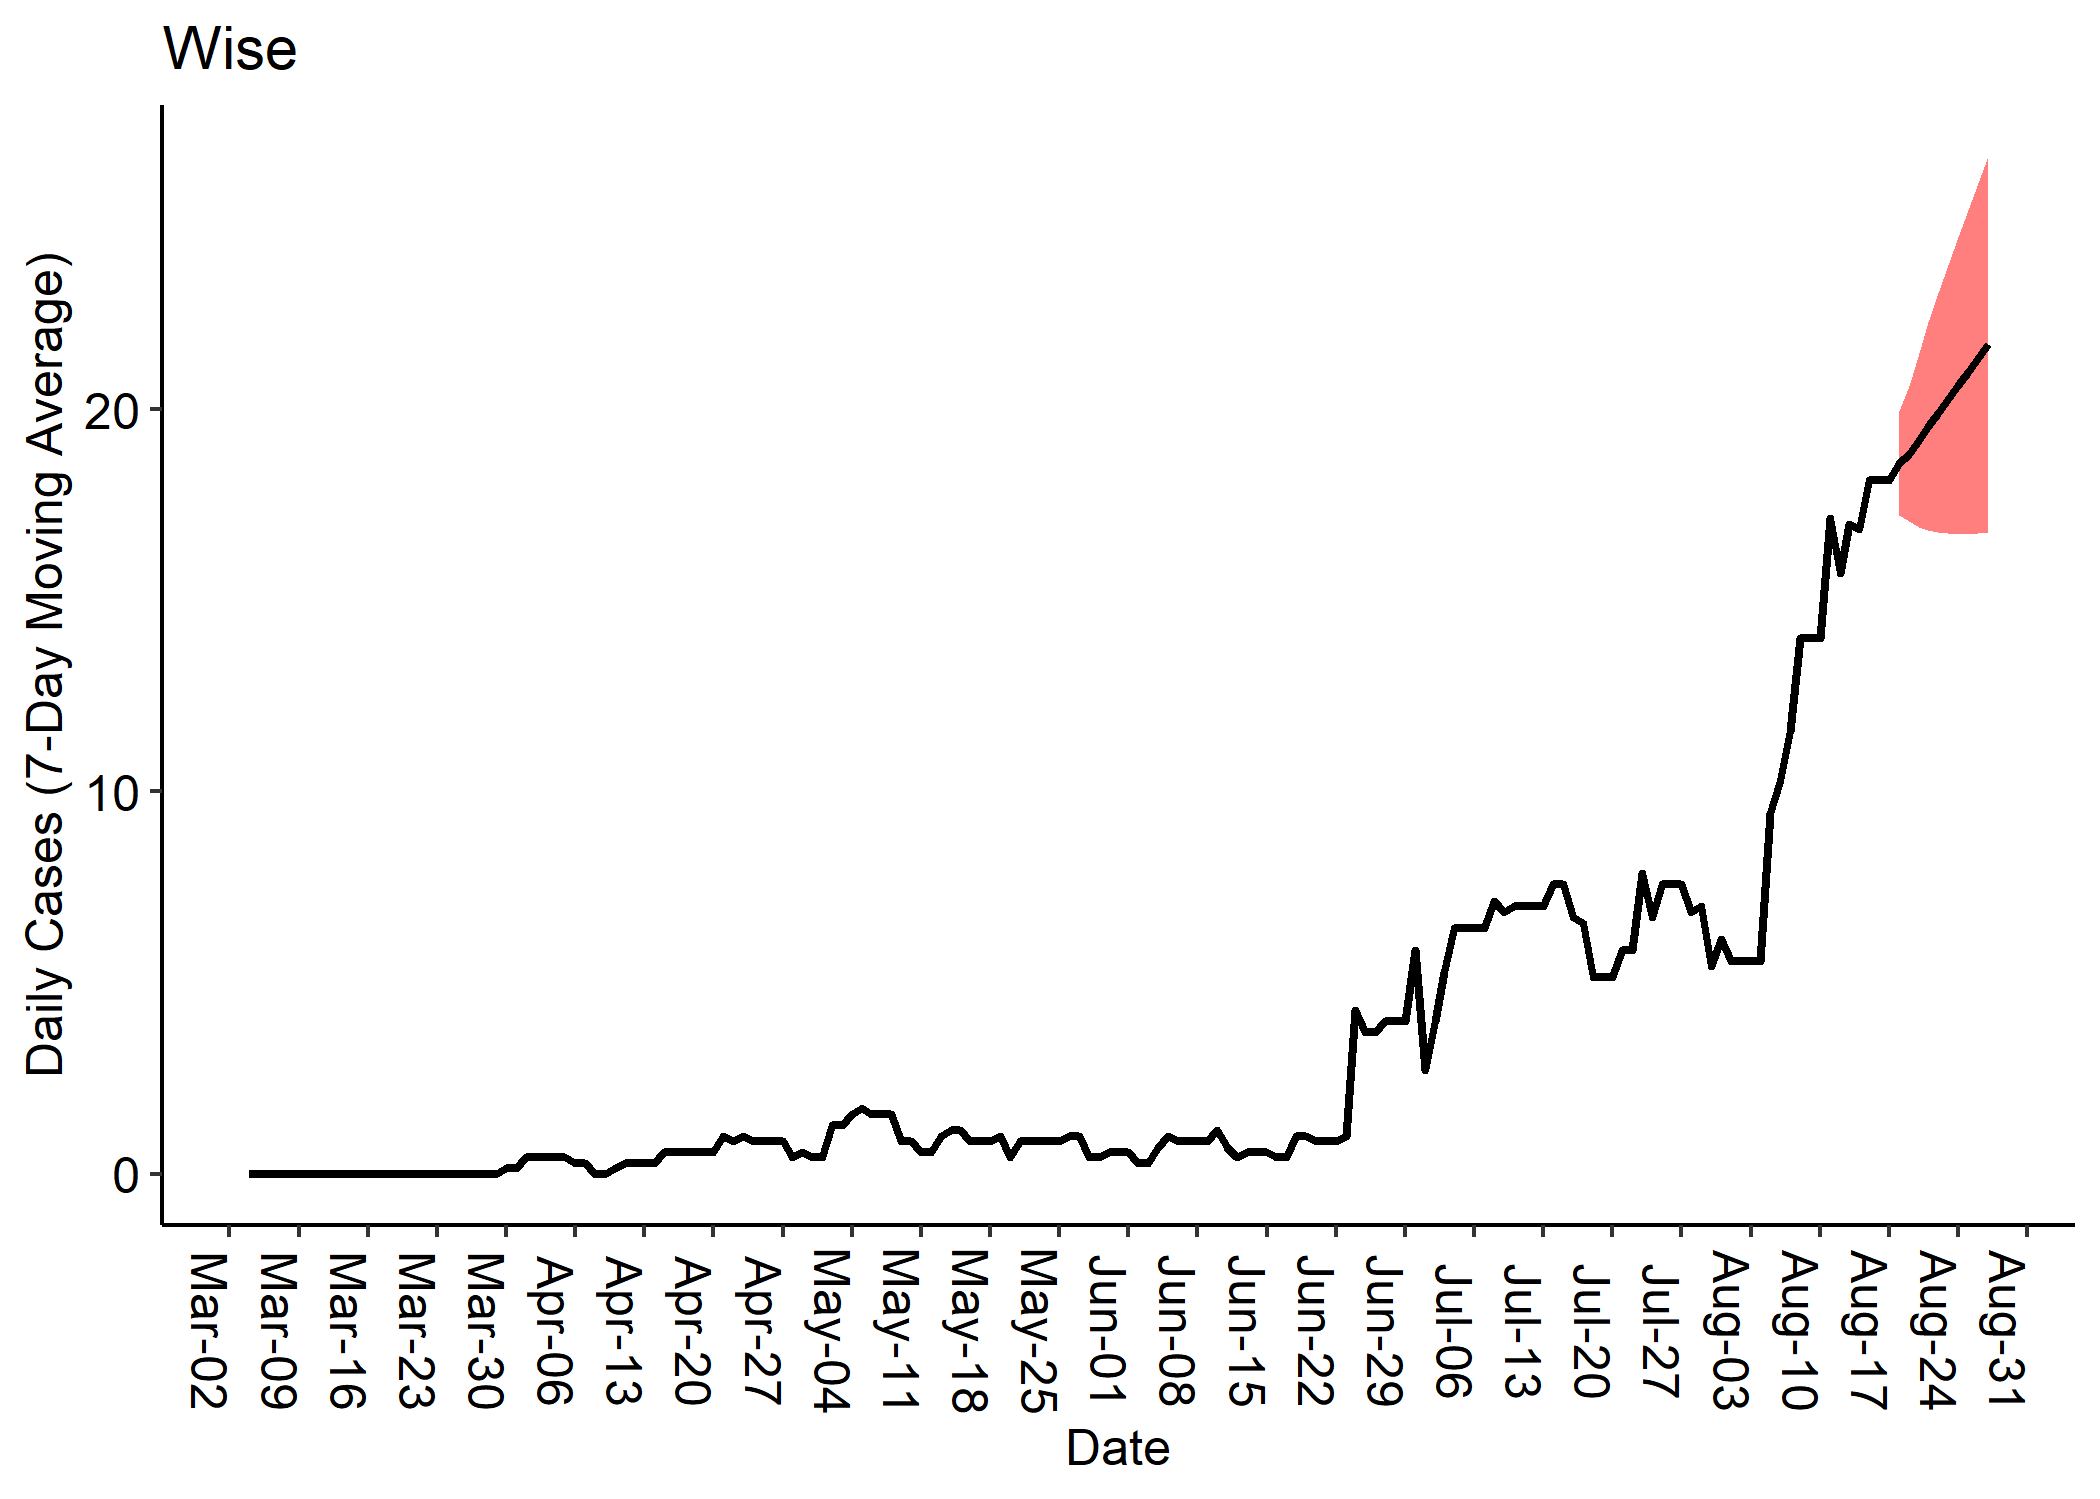 Wise
Daily Cases (7-Day Moving Average)
20
10
0
Mar-02
Mar-09
Mar-16
Mar-23
Mar-30
Apr-06
Apr-13
Apr-20
Apr-27
May-04
May-11
May-18
May-25
Jun-01
Jun-08
Jun-15
Jun-22
Jun-29
Jul-06
Jul-13
Jul-20
Jul-27
Aug-03
Aug-10
Aug-17
Aug-24
Aug-31
Date